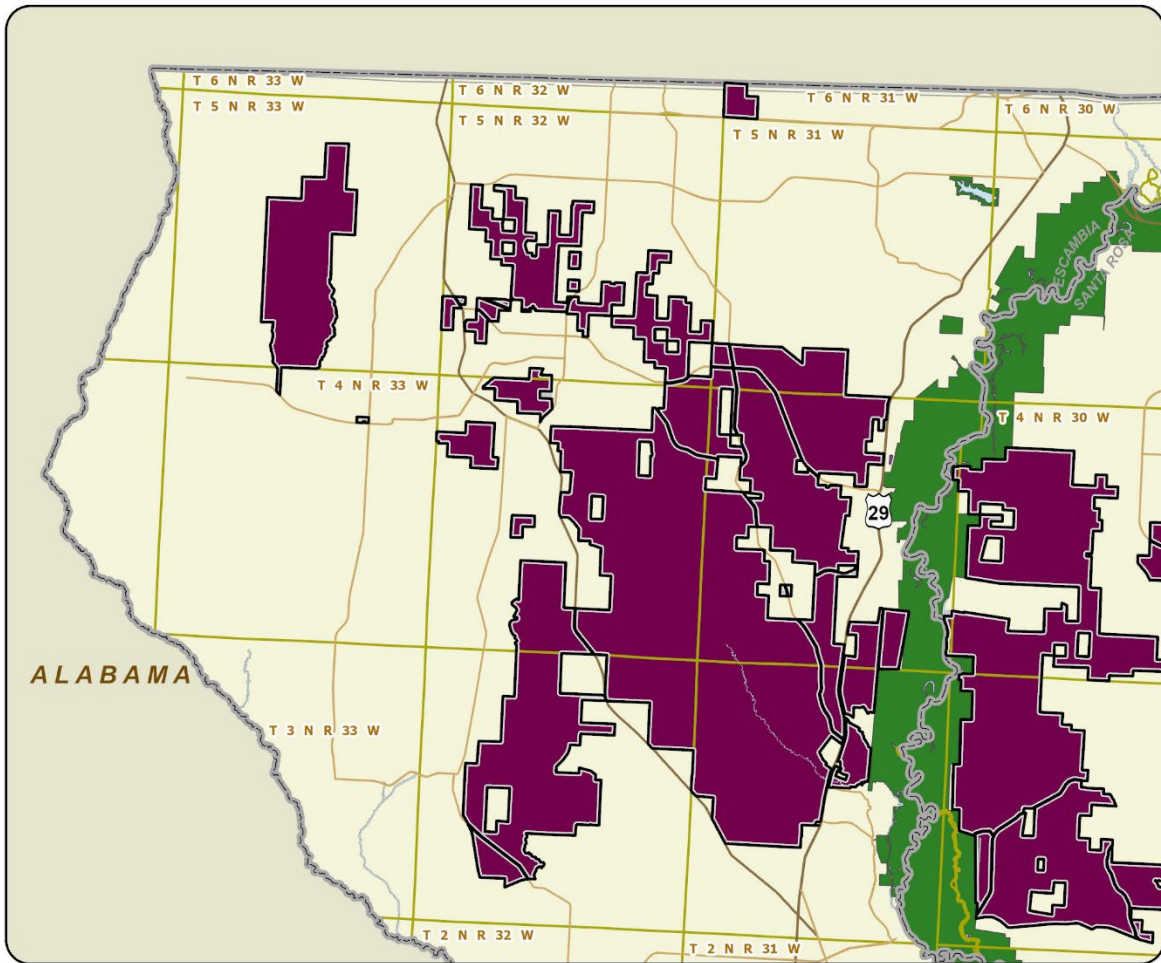 T 6 N R 33 W
T 5 N R 33 W
T 6 N R 32 W
T 5 N R 32 W
T 6 N R 31 W
T 5 N R 31 W
T 6 N R 30 W
ESCAMBIA
SANTA ROSA
T 4 N R 33 W
T 4 N R 30 W
29
ALABAMA
T 3 N R 33 W
T 2 N R 32 W
T 2 N R 31 W